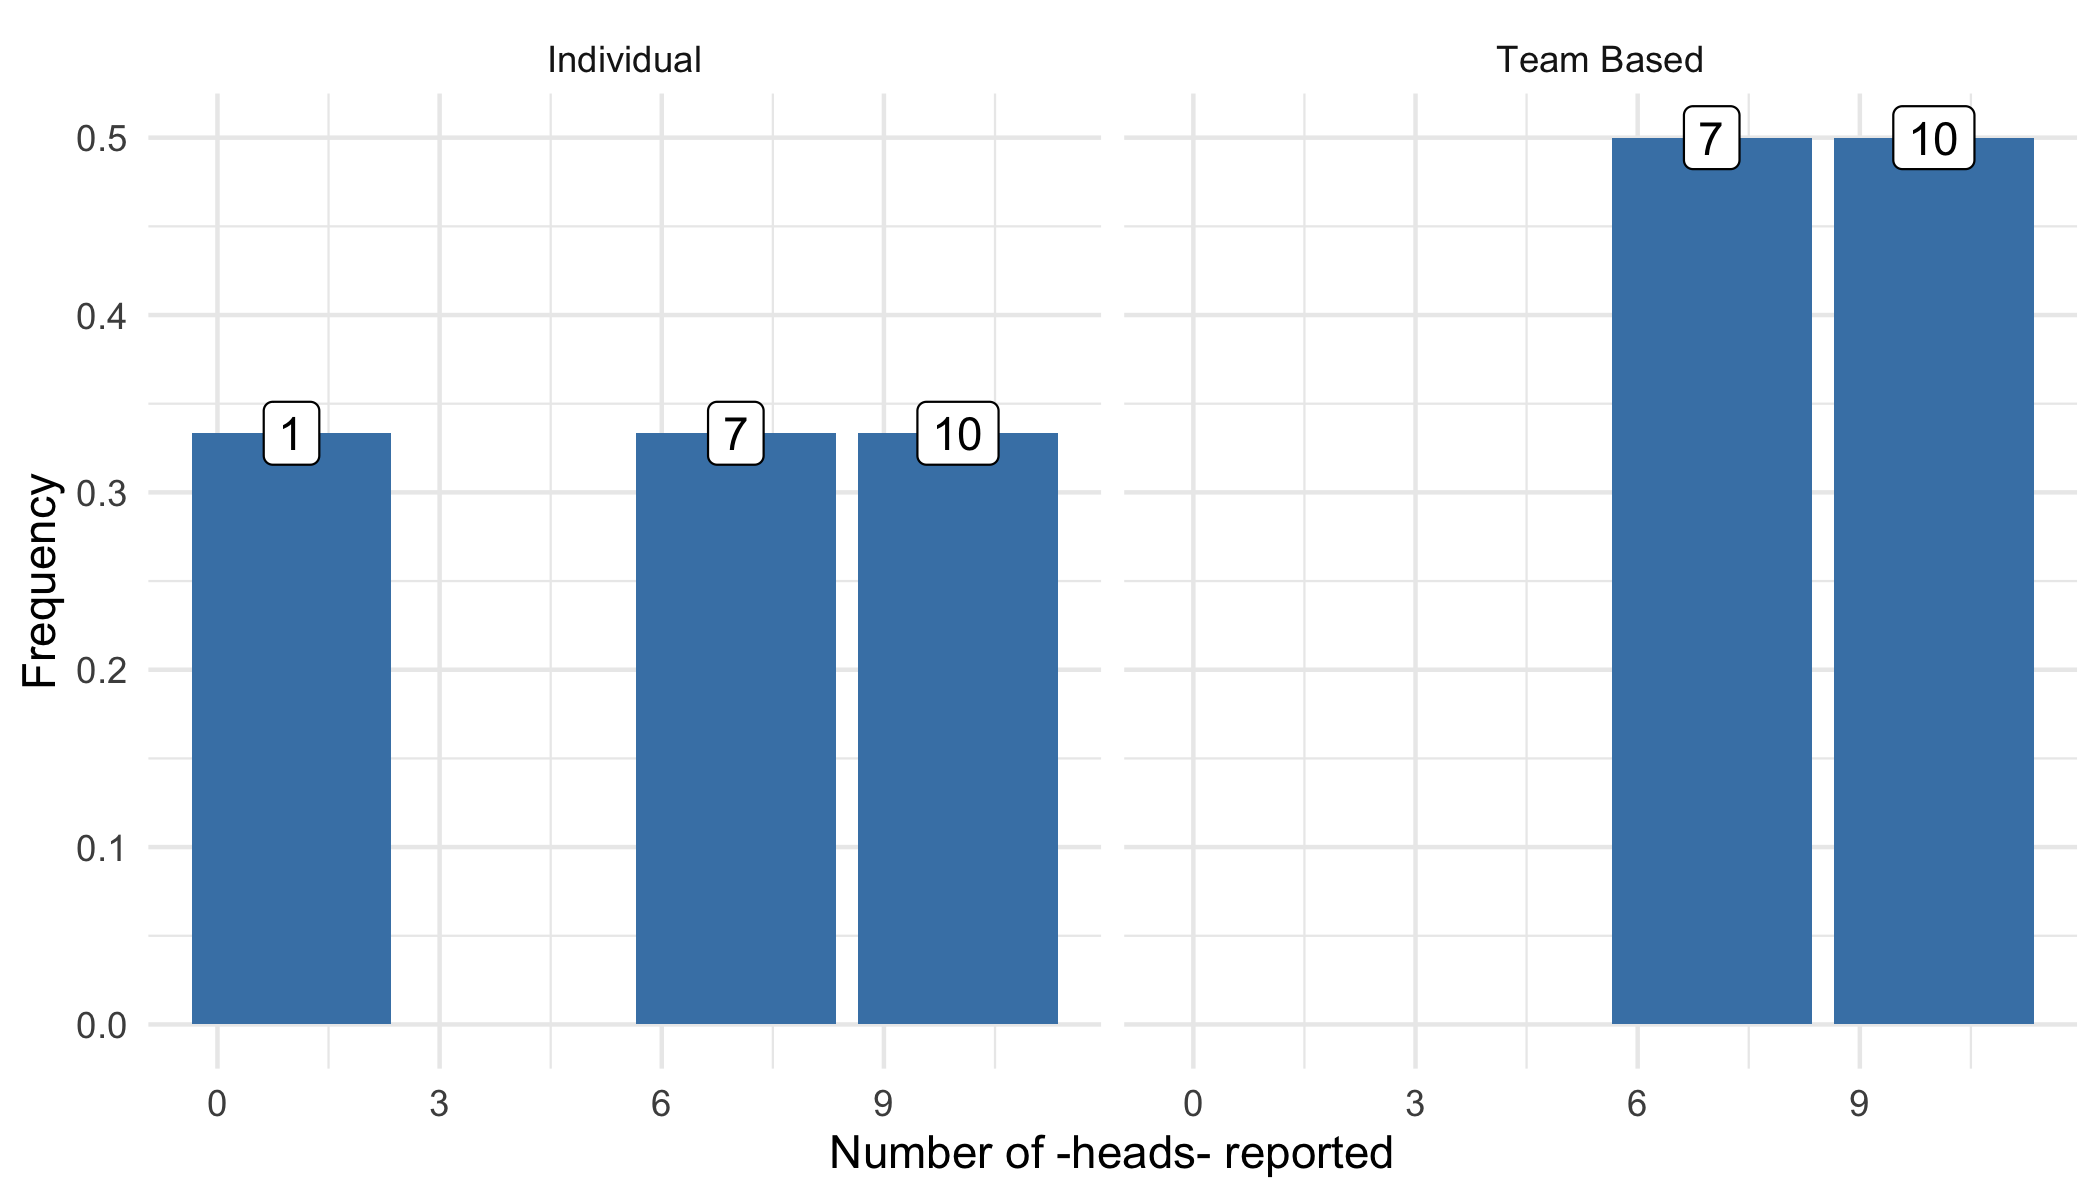 Individual
Team Based
Frequency
0.5
0.4
0.3
0.2
0.1
0.0
1
7
10
7
10
0 3 6 9
0 3 6 9
Number of -heads- reported